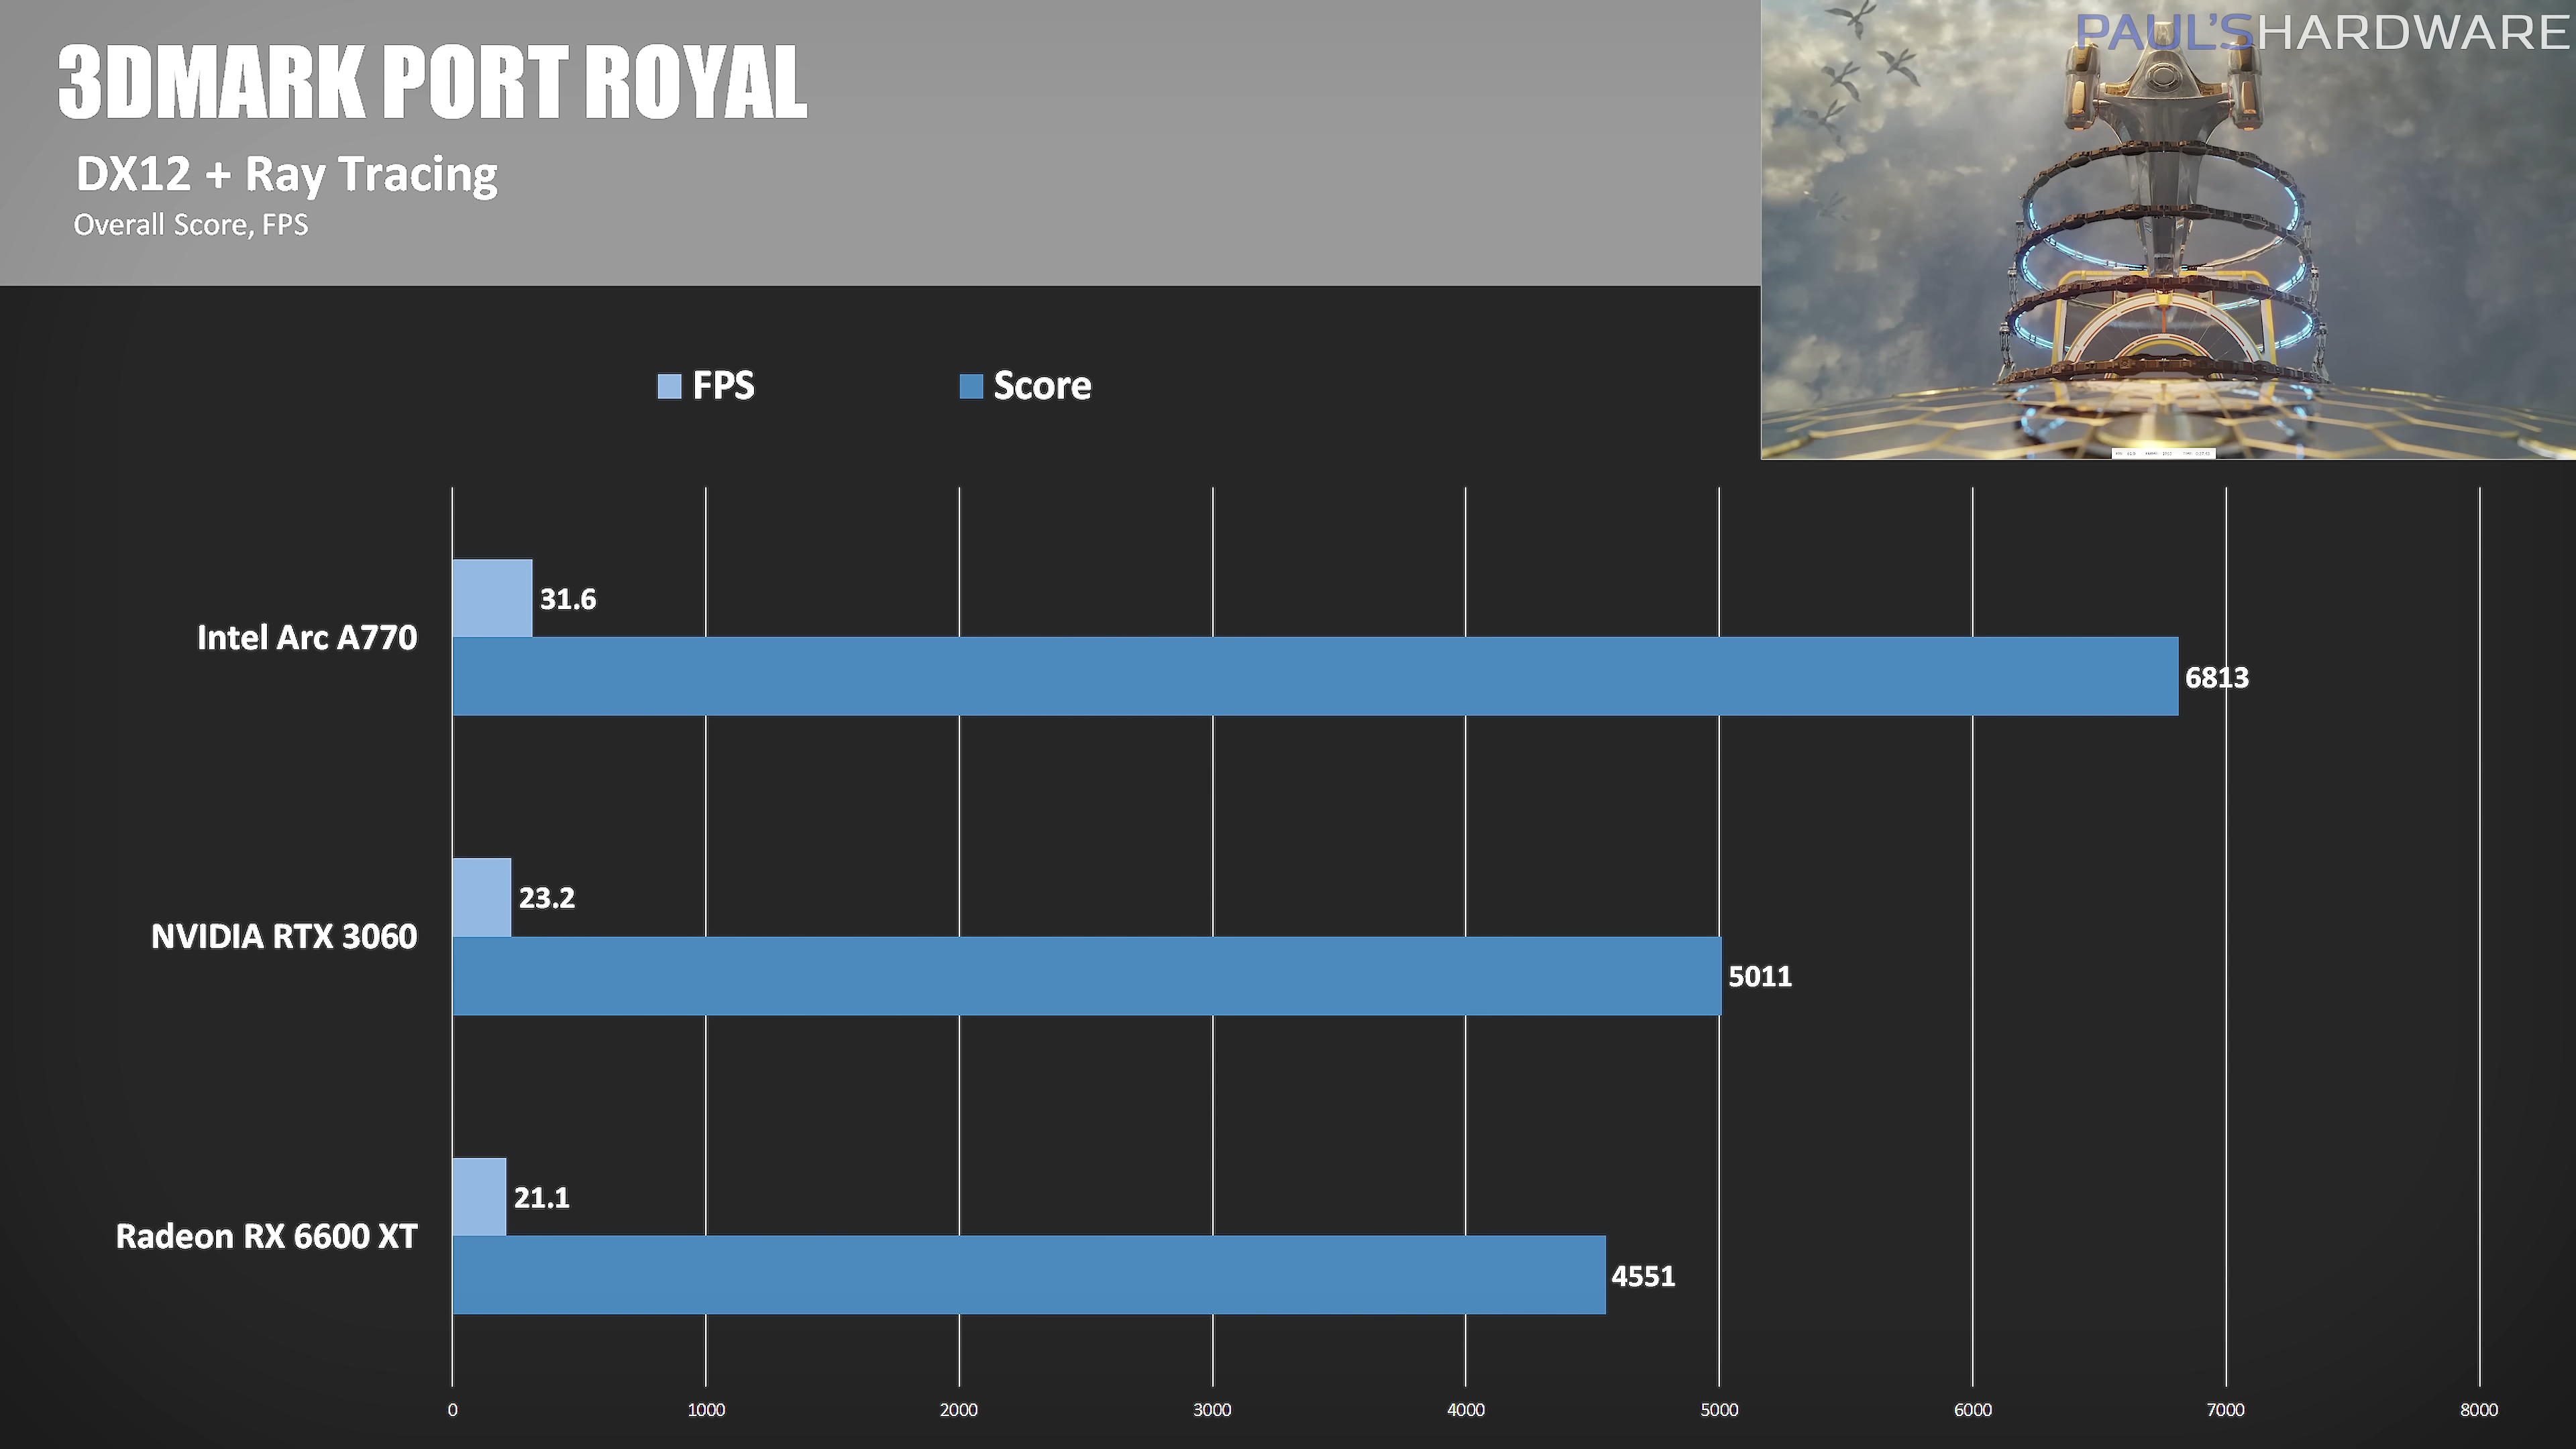 3DMARK PORT ROYAL
DX12 + Ray Tracing
Overall Score, FPS
PAUL'SHARDWARE
FPS
Score
Intel Arc A770
31.6
6813
NVIDIA RTX 3060
23.2
5011
Radeon RX 6600 XT
21.1
4551
0 1000 2000 3000 4000 5000 6000 7000 8000